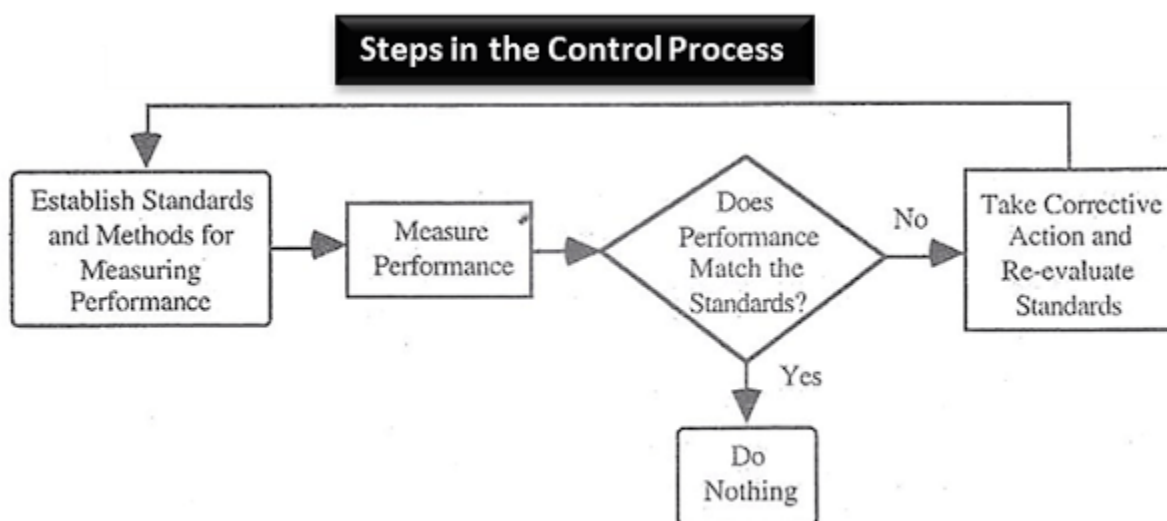 Steps in the Control Process
Establish Standards
and Methods for
Measuring
Performance
Measure
Performance
Does
Performance
Match the
Standards?
No
Take Corrective
Action and
Re-evaluate
Standards
Yes
Do
Nothing